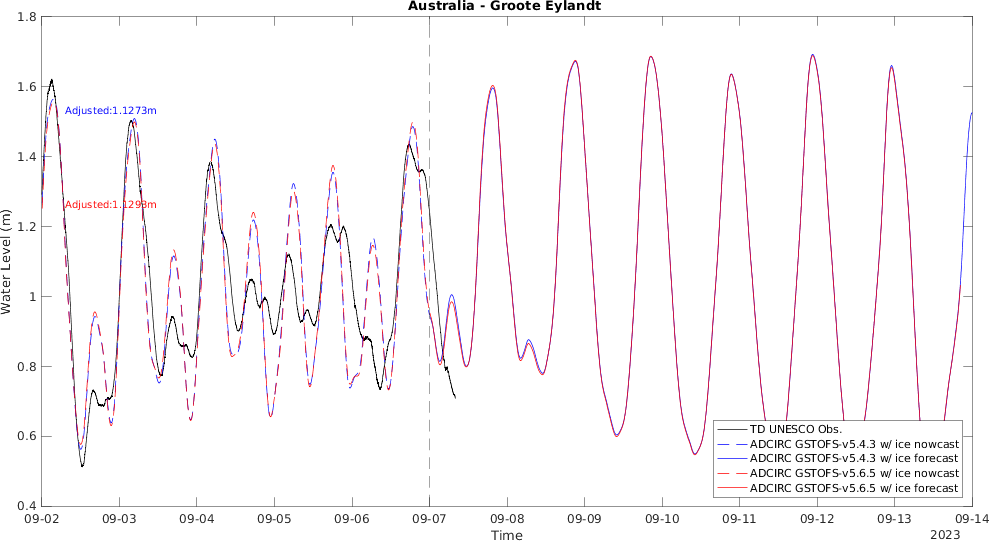 Australia - Groote Eylandt
1.8
1.6
1.4
1.2
1
0.8
0.6
0.4
Water Level (m)
Adjusted:1.1273m
Adjusted:1.1293m
TD UNESCO Obs.
ADCIRC GSTOFS-v5.4.3 w/ ice nowcast
ADCIRC GSTOFS-v5.4.3 w/ ice forecast
ADCIRC GSTOFS-v5.6.5 w/ ice nowcast
ADCIRC GSTOFS-v5.6.5 w/ ice forecast
09-02 09-03 09-04 09-05 09-06 09-07 09-08 09-09 09-10 09-11 09-12 09-13 09-14
Time
2023